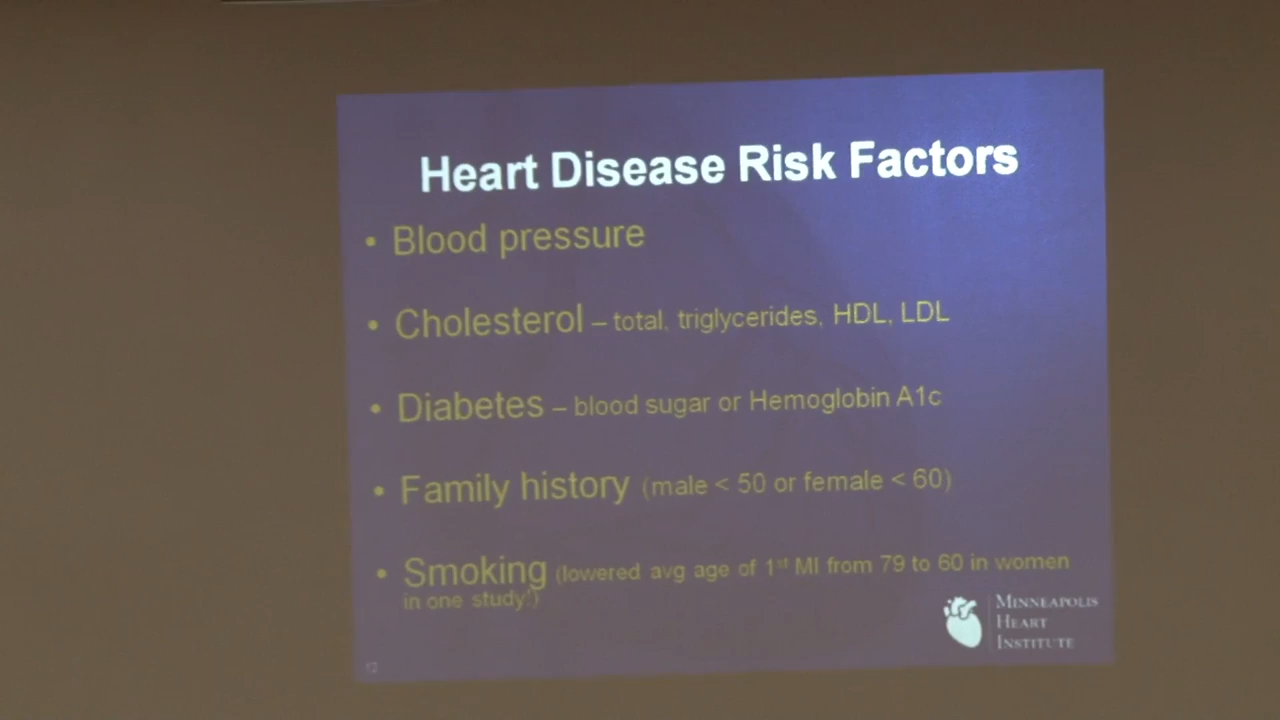 Heart Disease Risk Factors
• Blood pressure
• Cholesterol – total, triglycerides, HDL, LDL
• Diabetes – blood sugar or Hemoglobin A1c
• Family history (male < 50 or female < 60)
• Smoking (lowered avg age of 1st MI from 79 to 60 in women
in one study!)
MINNEAPOLIS
HEART
INSTITUTE
12